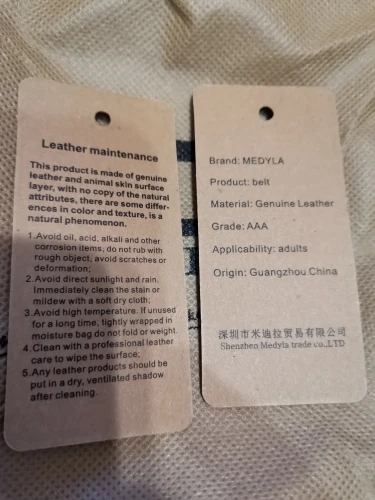 Leather maintenance
This product is made of genuine
leather and animal skin surface
layer, with no copy of the natural
attributes, there are some differ-
ences in color and texture, is a
natural phenomenon.
1.Avoid oil, acid, alkali and other
corrosion items, do not rub with
rough object, avoid scratches or
deformation;
2.Avoid direct sunlight and rain.
Immediately clean the stain or
mildew with a soft dry cloth;
3.Avoid high temperature. If unused
for a long time, tightly wrapped in
moisture bag do not fold or weight.
4.Clean with a professional leather
care to wipe the surface;
5.Any leather products should be
put in a dry, ventilated shadow
after cleaning.
Brand: MEDYLA
Product: belt
Material: Genuine Leather
Grade: AAA
Applicability: adults
Origin: Guangzhou,China
深圳市米迪拉贸易有限公司
Shenzhen Medyla trade co.,LTD